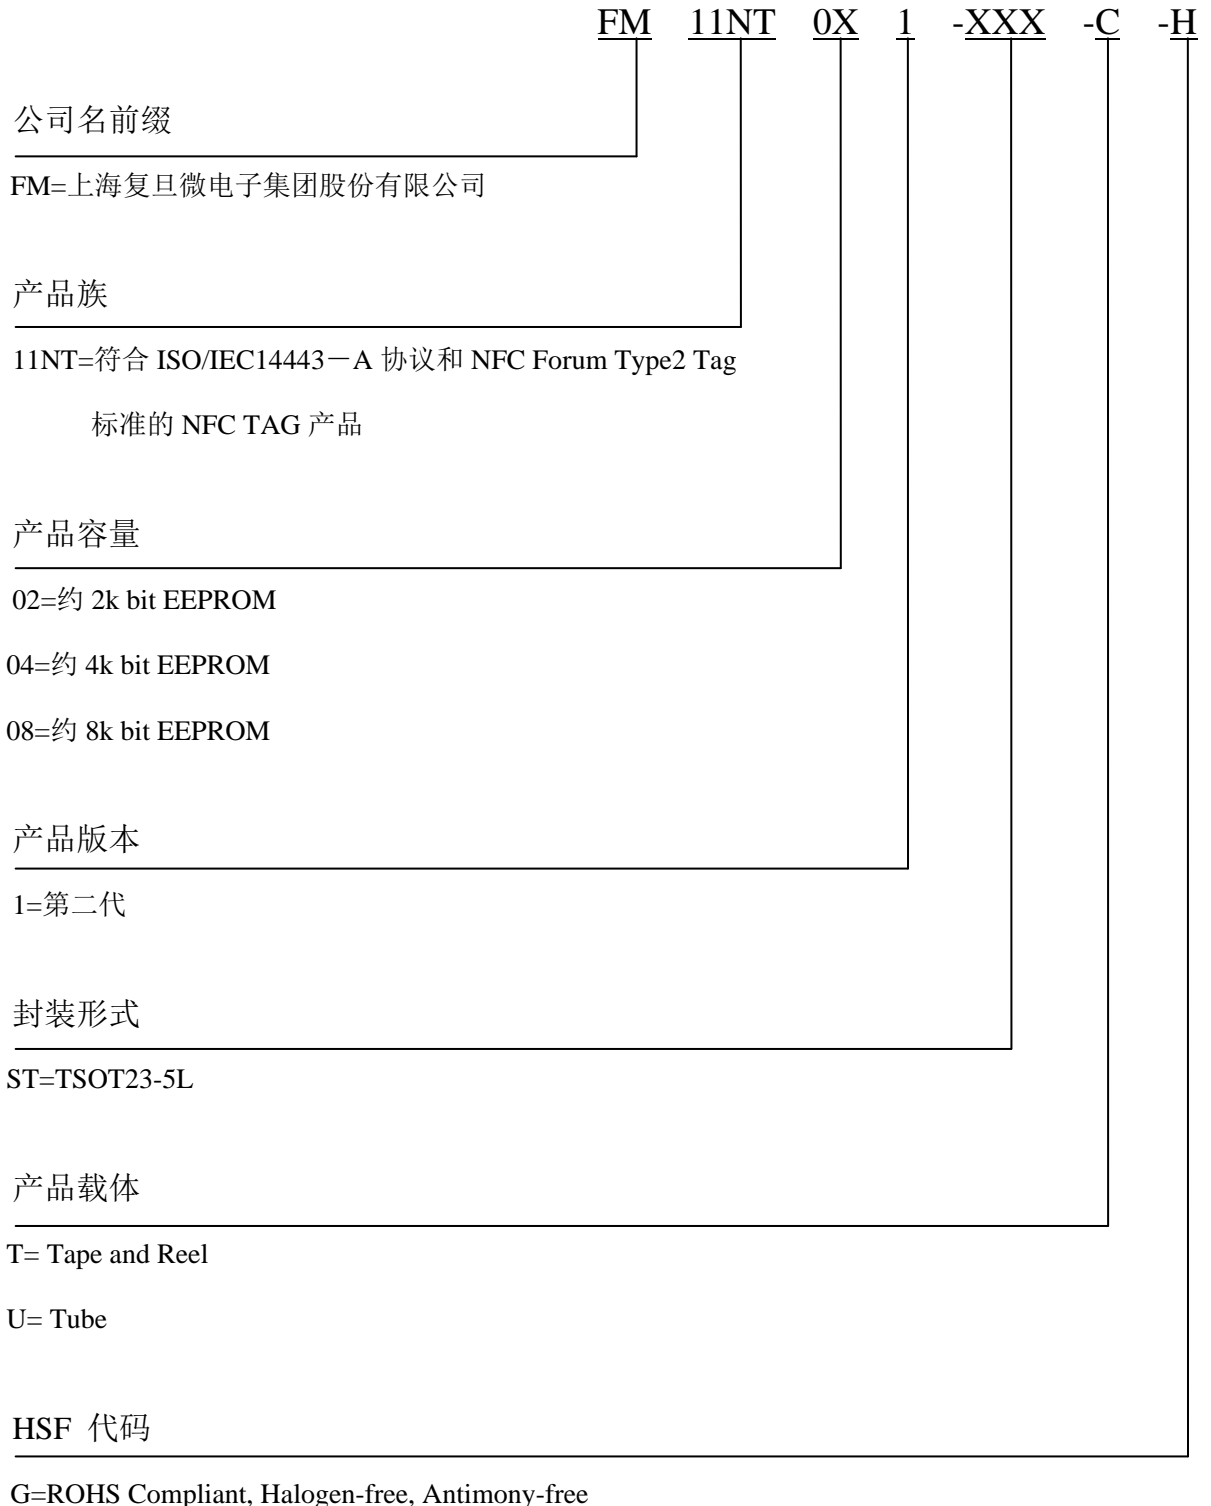 FM 11NT 0X 1 -XXX -C -H
公司名前缀
FM=上海复旦微电子集团股份有限公司
产品族
11NT=符合 ISO/IEC14443－A 协议和 NFC Forum Type2 Tag
标准的 NFC TAG 产品
产品容量
02=约 2k bit EEPROM
04=约 4k bit EEPROM
08=约 8k bit EEPROM
产品版本
1=第二代
封装形式
ST=TSOT23-5L
产品载体
T= Tape and Reel
U= Tube
HSF 代码
G=ROHS Compliant, Halogen-free, Antimony-free